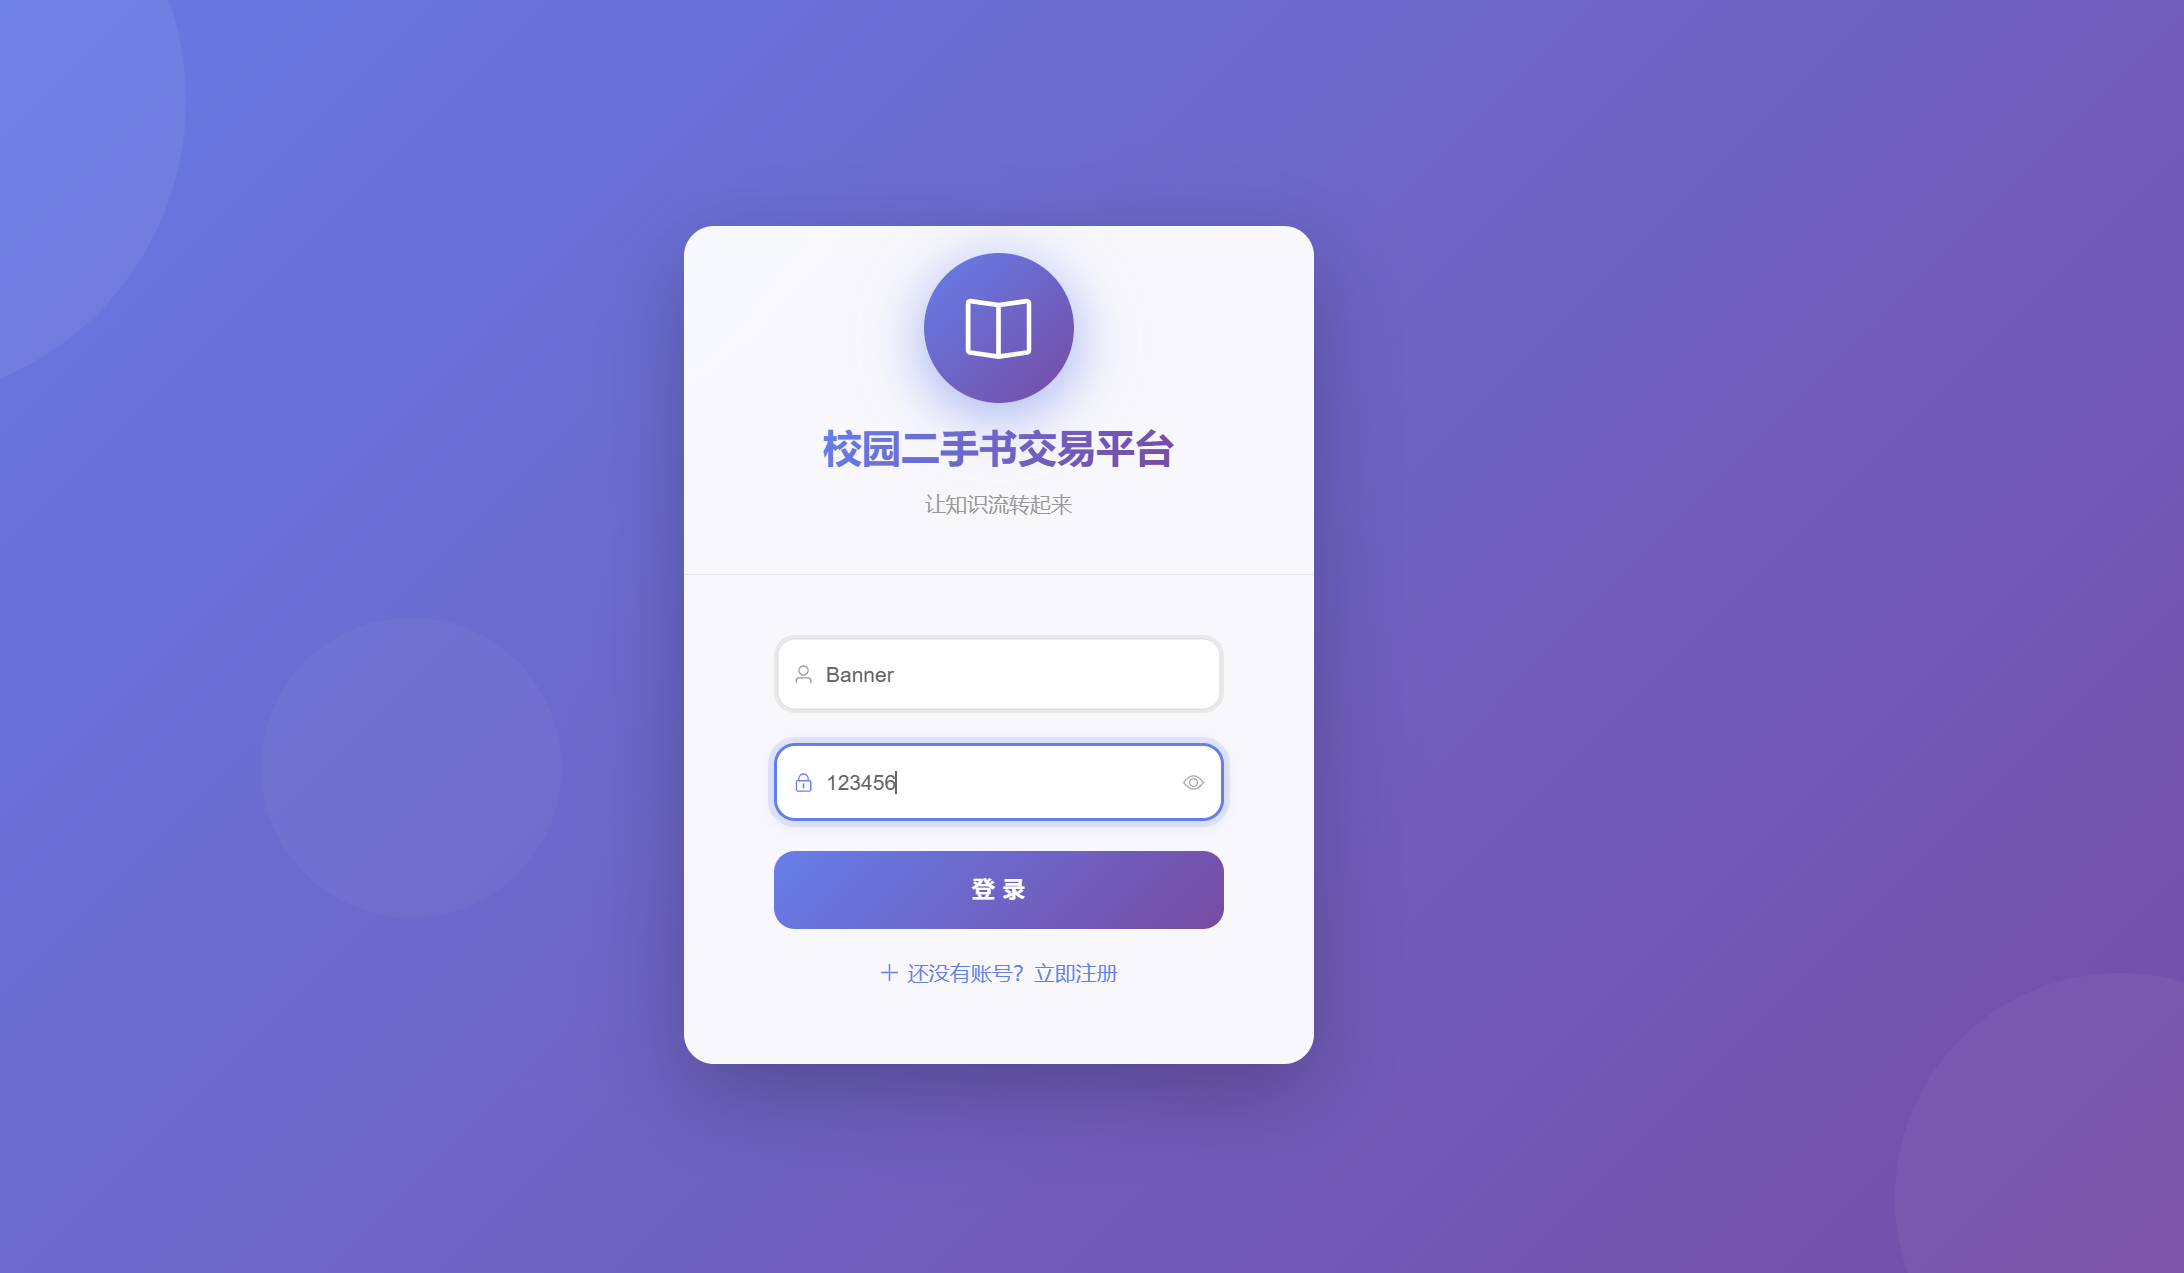 校园二手书交易平台
让知识流转起来
Banner
123456
登 录
还没有账号？立即注册